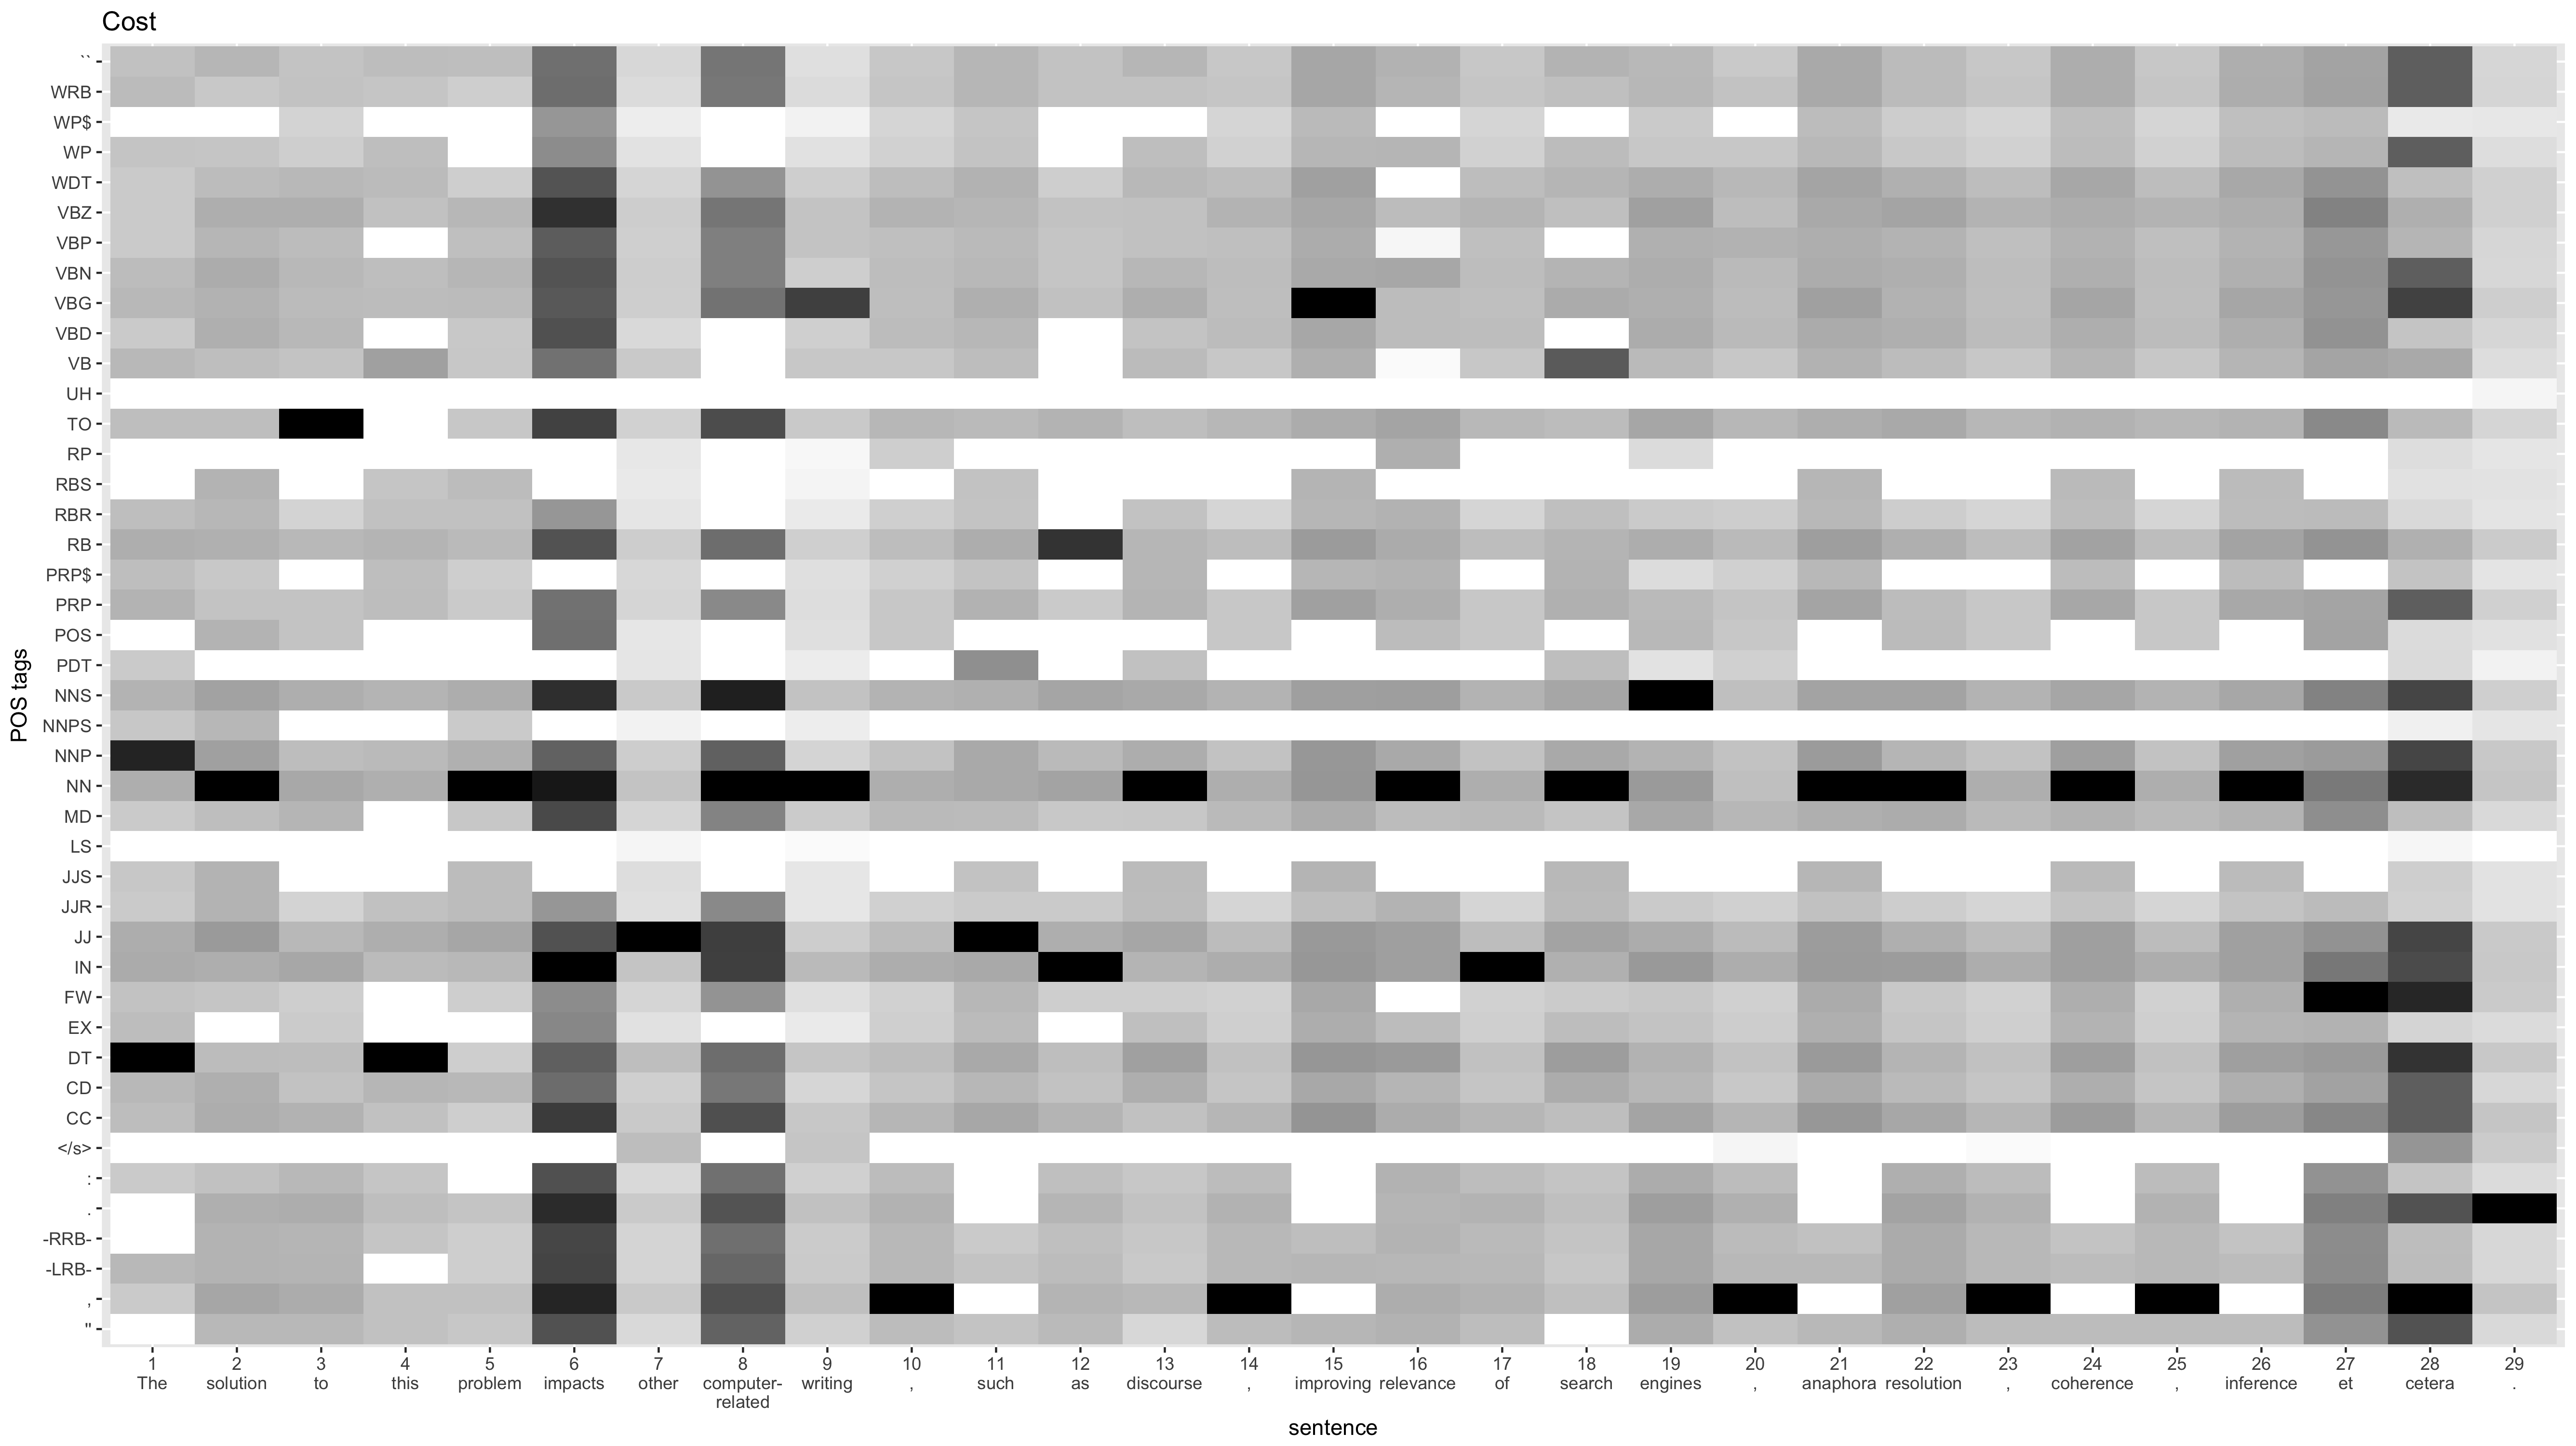 Cost
``
WRB
WP$
WP
WDT
VBZ
VBP
VBN
VBG
VBD
VB
UH
TO
RP
RBS
RBR
RB
PRP$
PRP
POS
PDT
NNS
NNPS
NNP
NN
MD
LS
JJS
JJR
JJ
IN
FW
EX
DT
CD
CC
</s>
:
.
-RRB-
-LRB-
,
''
POS tags
1 2 3 4 5 6 7 8 9 10 11 12 13 14 15 16 17 18 19 20 21 22 23 24 25 26 27 28 29
The solution to this problem impacts other computer- writing , such as discourse , improving relevance of search engines , anaphora resolution , coherence , inference et cetera .
related
sentence